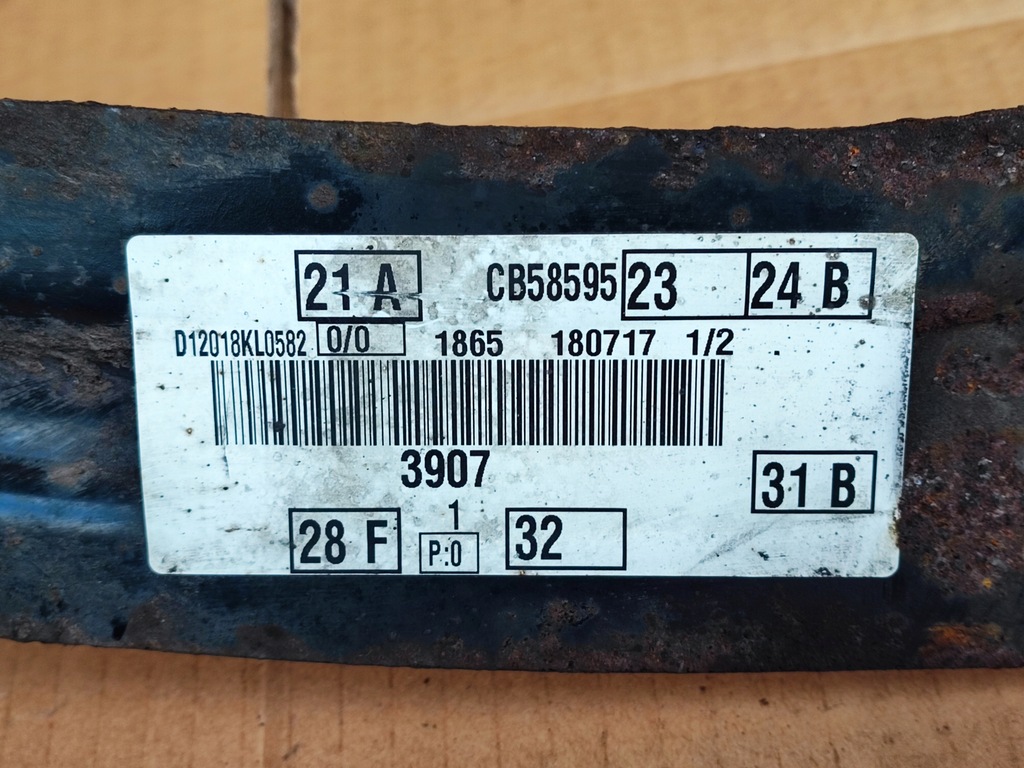 21 A CB58595 23 24 B
D12018KL0582 0/0 1865 180717 1/2
3907
31 B
1
28 F P:0 32